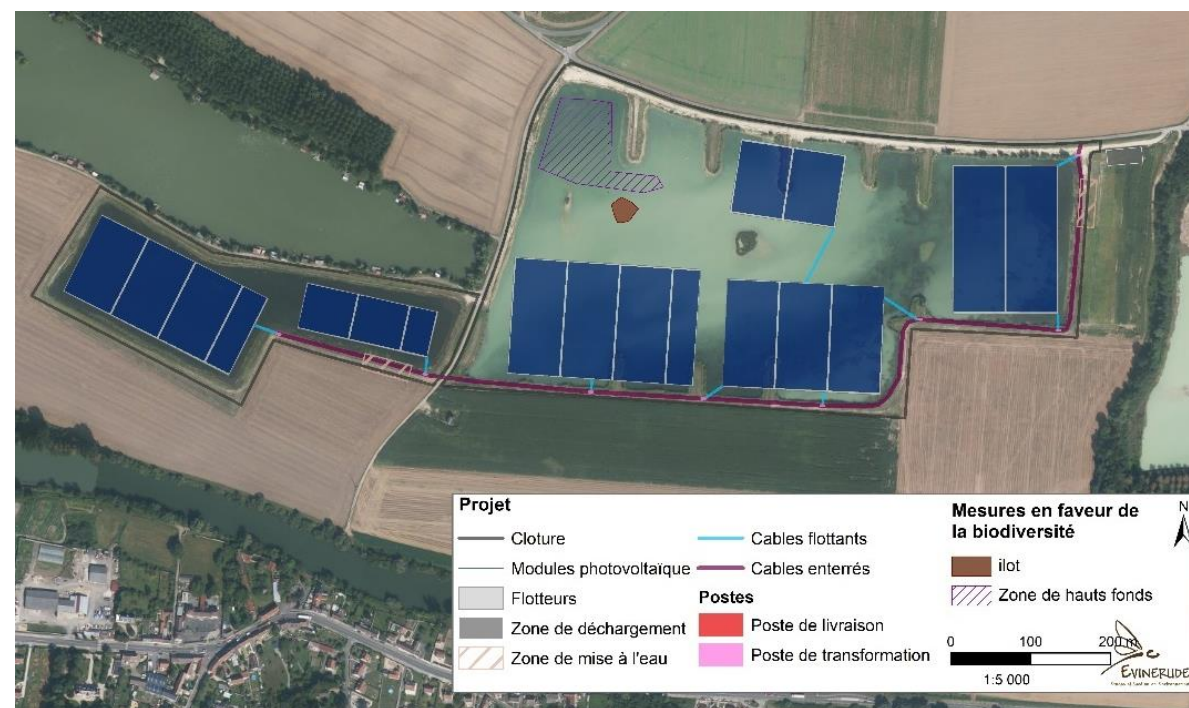 Projet
Cloture
Modules photovoltaïque
Flotteurs
Zone de déchargement
Zone de mise à l'eau
Cables flottants
Cables enterrés
Postes
Poste de livraison
Poste de transformation
Mesures en faveur de
la biodiversité
ilot
Zone de hauts fonds
N
0 100 200 m
1:5 000
EVINERUDE